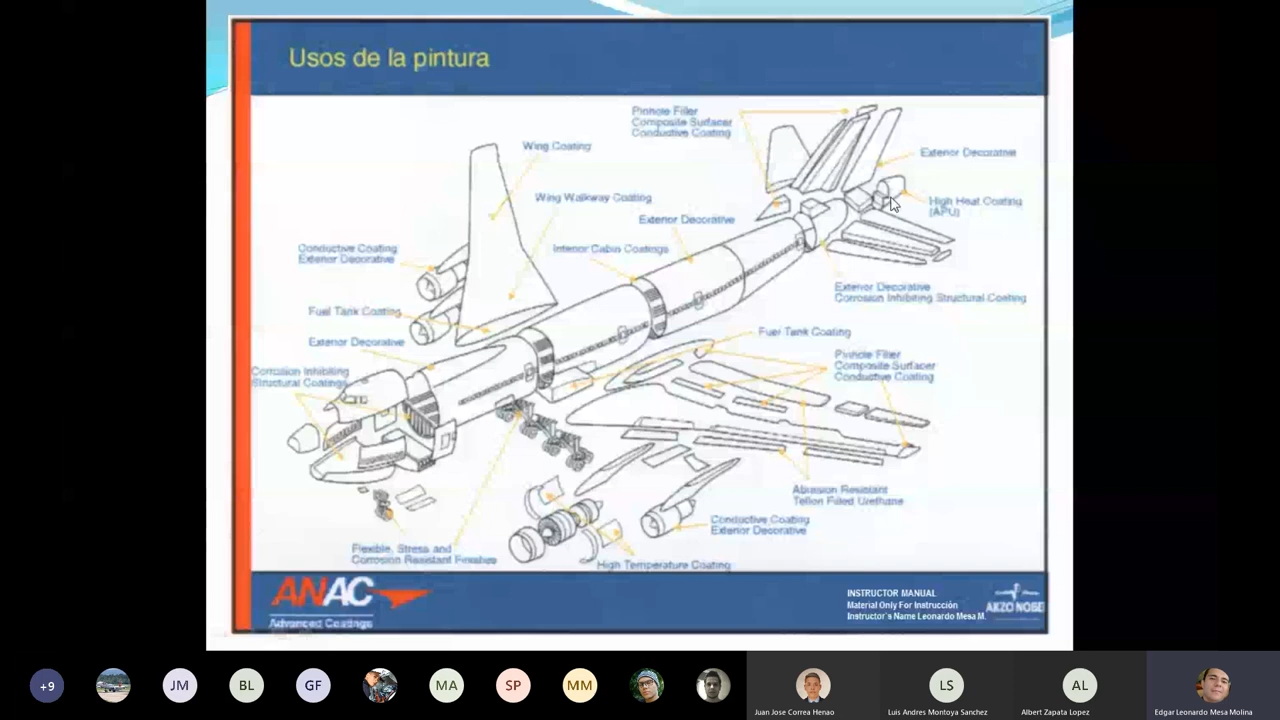 Usos de la pintura
Pinhole Filler
Composite Surfacer
Conductive Coating
Wing Coating
Exterior Decorative
Wing Walkway Coating
High Heat Coating
(APU)
Exterior Decorative
Conductive Coating
Exterior Decorative
Interior Cabin Coatings
Exterior Decorative
Corrosion Inhibiting Structural Coating
Fuel Tank Coating
Fuel Tank Coating
Exterior Decorative
Pinhole Filler
Composite Surfacer
Conductive Coating
Corrosion Inhibiting
Structural Coatings
Abrasion Resistant
Teflon Filled Urethane
Conductive Coating
Exterior Decorative
Flexible, Stress and
Corrosion Resistant Finishes
High Temperature Coating
ANAC
Advanced Coatings
INSTRUCTOR MANUAL
Material Only For Instrucción
Instructor´s Name Leonardo Mesa M.
AKZO NOBEL
+9
JM
BL
GF
MA
SP
MM
LS
AL
Juan Jose Correa Henao
Luis Andres Montoya Sanchez
Albert Zapata Lopez
Edgar Leonardo Mesa Molina